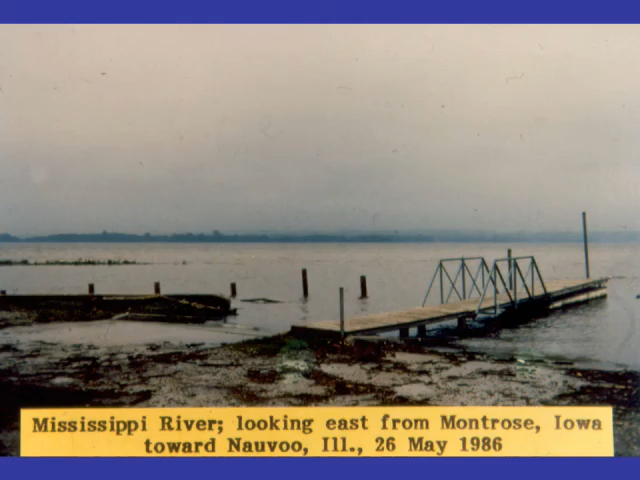 Mississippi River; looking east from Montrose, Iowa
toward Nauvoo, Ill., 26 May 1986